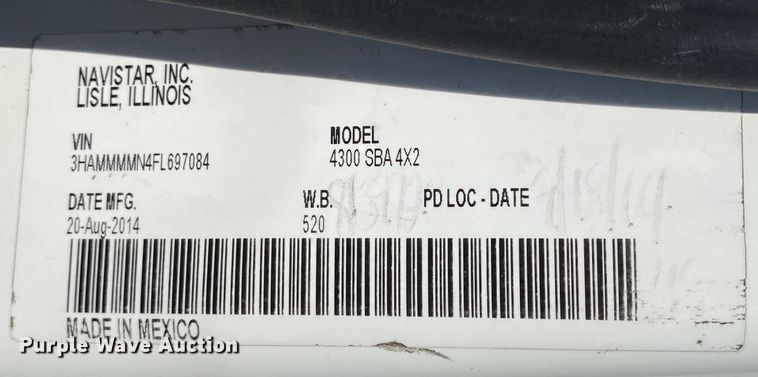 NAVISTAR, INC.
LISLE, ILLINOIS
VIN MODEL
3HAMMMMN4FL697084 4300 SBA 4X2
DATE MFG. W.B. PD LOC - DATE
20-Aug-2014 520
MADE IN MEXICO
Purple Wave Auction